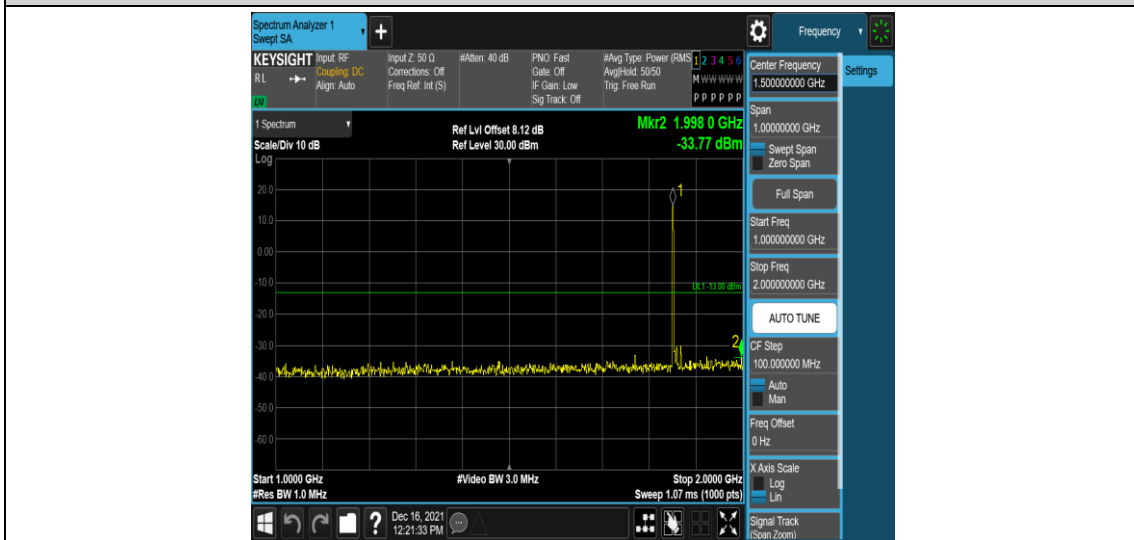 Spectrum Analyzer 1
Swept SA
+
Frequency
KEYSIGHT
RL
LXI
Input: RF
Coupling: DC
Align: Auto
Input Z: 50 Ω
Corrections: Off
Freq Ref: Int (S)
#Atten: 40 dB
PNO: Fast
Gate: Off
IF Gain: Low
Sig Track: Off
#Avg Type: Power (RMS
Avg|Hold: 50/50
Trig: Free Run
1 2 3 4 5 6
M W W W W W
P P P P P P
Center Frequency
1.500000000 GHz
Settings
Span
1.00000000 GHz
Swept Span
Zero Span
Full Span
Start Freq
1.000000000 GHz
Stop Freq
2.000000000 GHz
AUTO TUNE
CF Step
100.000000 MHz
Auto
Man
Freq Offset
0 Hz
X Axis Scale
Log
Lin
Signal Track
(Span Zoom)
1 Spectrum
Scale/Div 10 dB
Ref Lvl Offset 8.12 dB
Ref Level 30.00 dBm
Mkr2 1.998 0 GHz
-33.77 dBm
Log
1
20.0
10.0
0.00
-10.0
DL1 -13.00 dBm
-20.0
-30.0
2
-40.0
-50.0
-60.0
Start 1.0000 GHz
#Res BW 1.0 MHz
#Video BW 3.0 MHz
Stop 2.0000 GHz
Sweep 1.07 ms (1000 pts)
?
Dec 16, 2021
12:21:33 PM